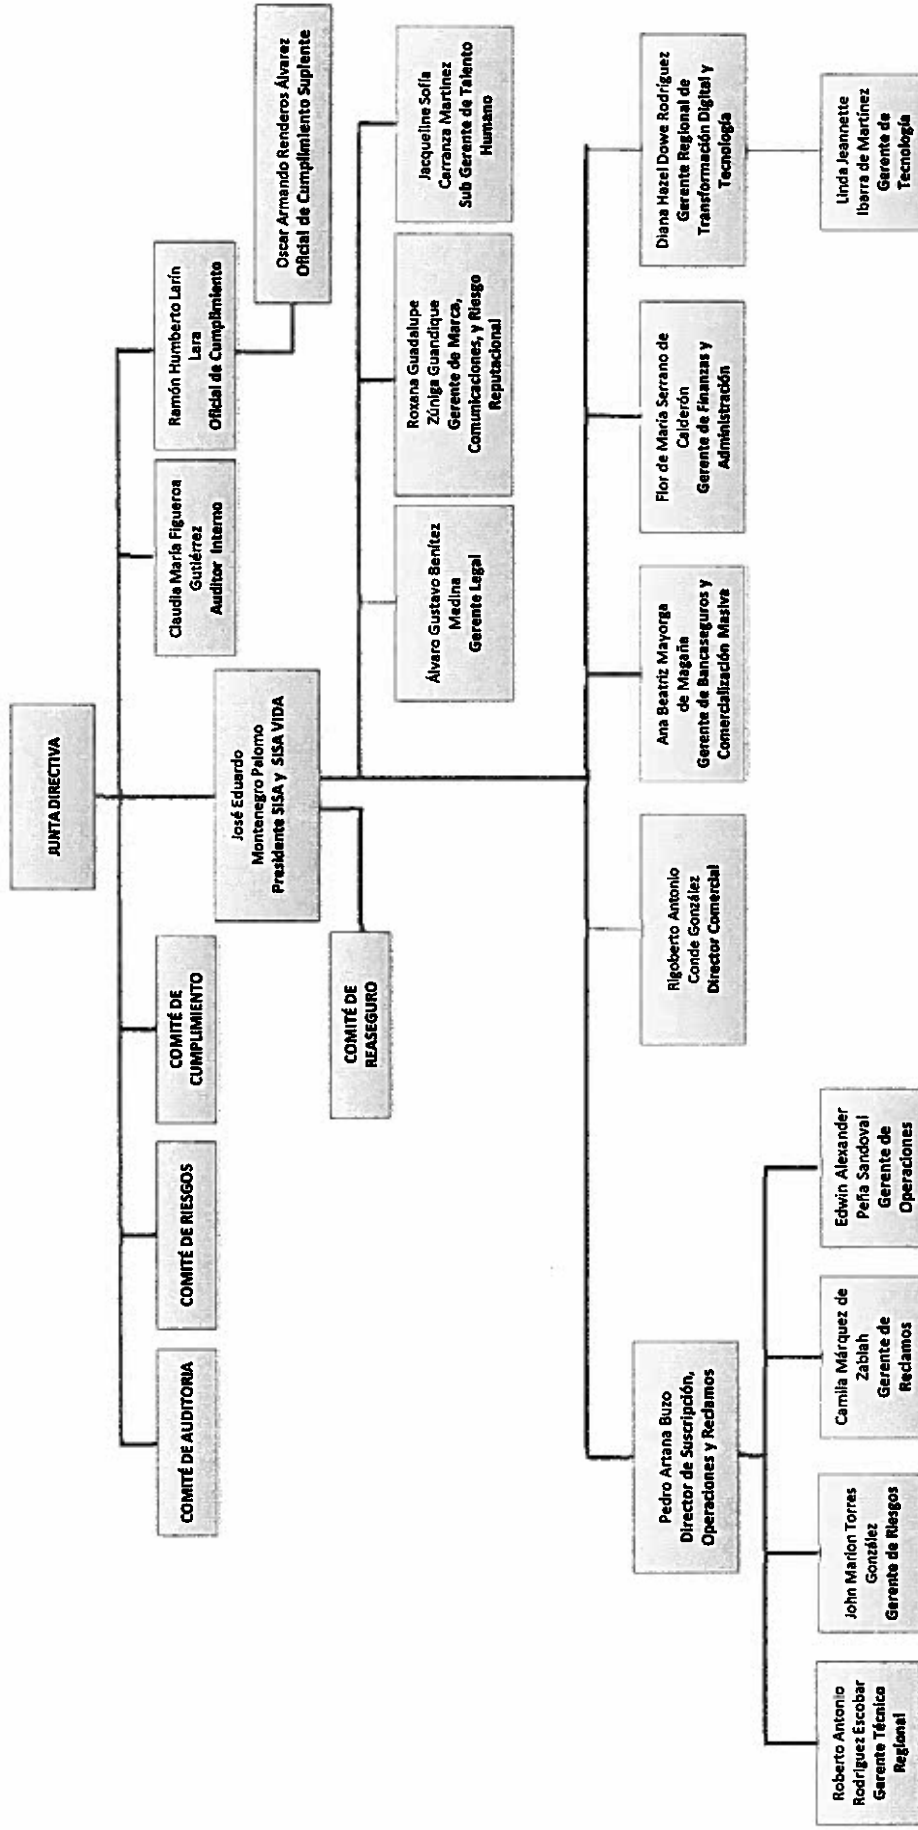 JUNTA DIRECTIVA
COMITÉ DE AUDITORIA
COMITÉ DE RIESGOS
COMITÉ DE
CUMPLIMIENTO
Claudia María Figueroa
Gutiérrez
Auditor Interno
Ramón Humberto Larín
Lara
Oficial de Cumplimiento
Oscar Armando Renderos Álvarez
Oficial de Cumplimiento Suplente
José Eduardo
Montenegro Palomo
Presidente SISA y SISA VIDA
COMITÉ DE
REASEGURO
Álvaro Gustavo Benítez
Medina
Gerente Legal
Roxana Guadalupe
Zúniga Guandique
Gerente de Marca,
Comunicaciones, y Riesgo
Reputacional
Jacqueline Sofía
Carranza Martínez
Sub Gerente de Talento
Humano
Pedro Artana Buzo
Director de Suscripción,
Operaciones y Reclamos
Rigoberto Antonio
Conde González
Director Comercial
Ana Beatriz Mayorga
de Magaña
Gerente de Bancaseguros y
Comercialización Masiva
Flor de María Serrano de
Calderón
Gerente de Finanzas y
Administración
Diana Hazel Dowe Rodríguez
Gerente Regional de
Transformación Digital y
Tecnología
Roberto Antonio
Rodríguez Escobar
Gerente Técnico
Regional
John Marion Torres
González
Gerente de Riesgos
Camila Márquez de
Zablah
Gerente de
Reclamos
Edwin Alexander
Peña Sandoval
Gerente de
Operaciones
Linda Jeannette
Ibarra de Martínez
Gerente de
Tecnología